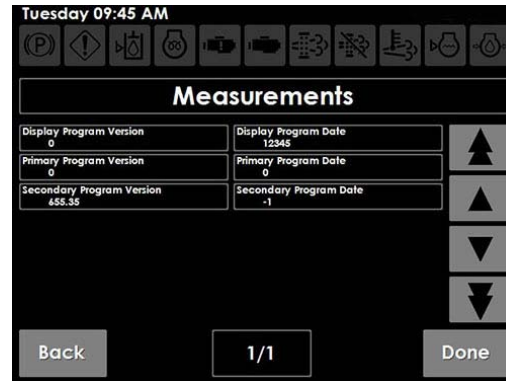 Tuesday 09:45 AM
Measurements
Display Program Version
0
Display Program Date
12345
Primary Program Version
0
Primary Program Date
0
Secondary Program Version
655.35
Secondary Program Date
-1
Back
1/1
Done